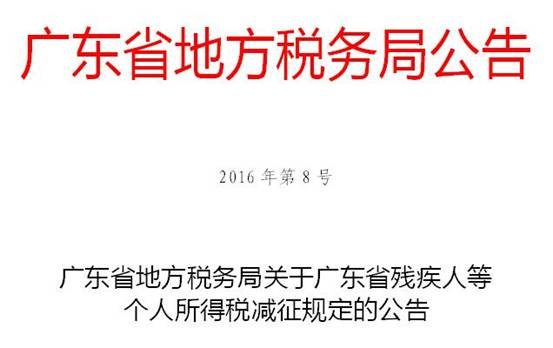 广东省地方税务局公告
2016 年第 8 号
广东省地方税务局关于广东省残疾人等
个人所得税减征规定的公告